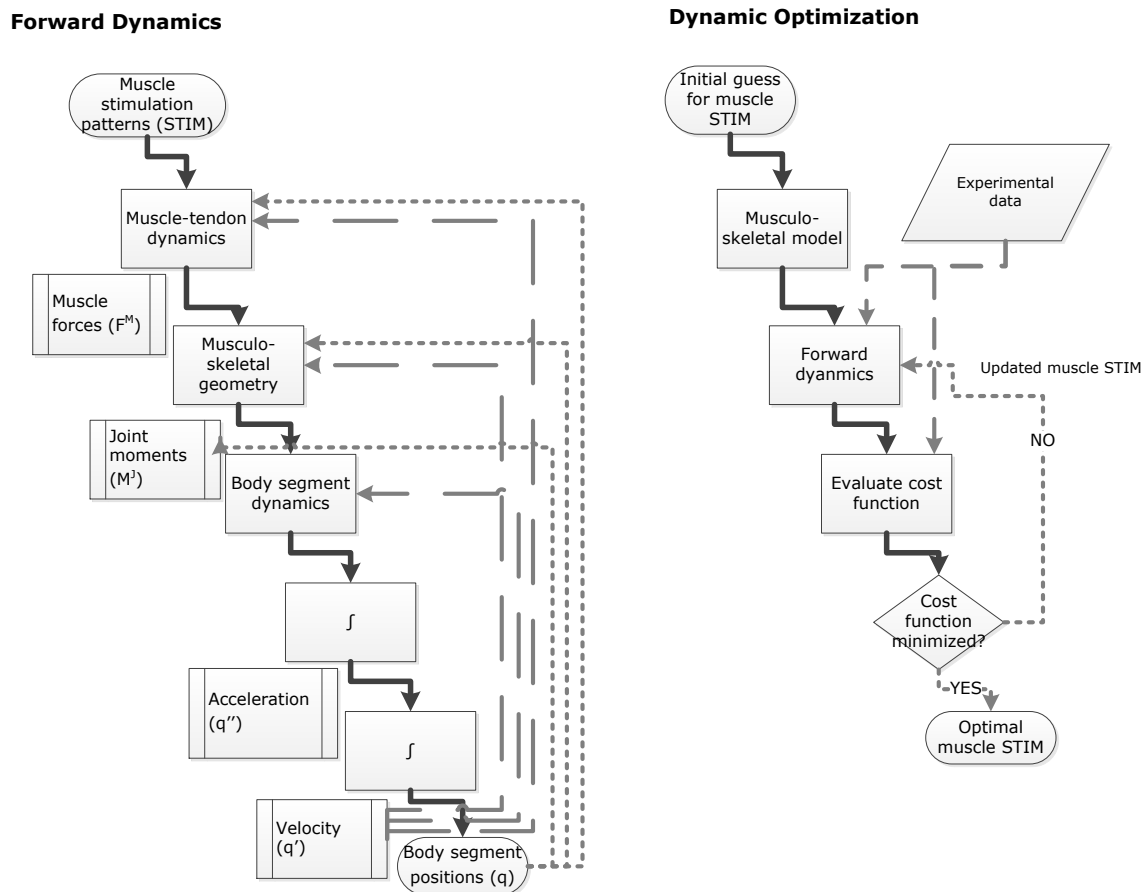 Forward Dynamics
Muscle
stimulation
patterns (STIM)
Muscle-tendon
dynamics
Muscle
forces (Fᴹ)
Musculo-
skeletal
geometry
Joint
moments
(Mᴶ)
Body segment
dynamics
∫
Acceleration
(q’’)
∫
Velocity
(q’)
Body segment
positions (q)
Dynamic Optimization
Initial guess
for muscle
STIM
Experimental
data
Musculo-
skeletal model
Forward
dyanmics
Updated muscle STIM
NO
Evaluate cost
function
Cost
function
minimized?
YES
Optimal
muscle STIM